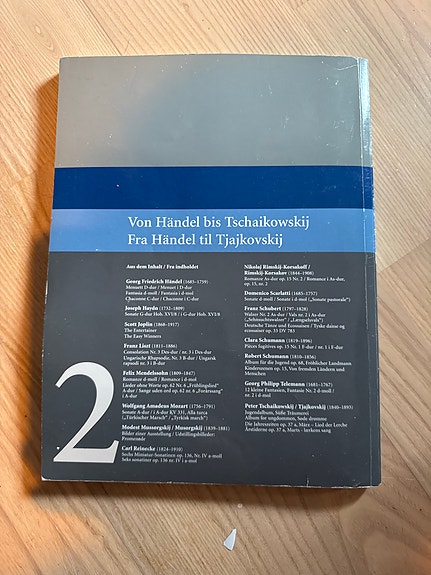 Von Händel bis Tschaikowskij
Fra Händel til Tjajkovskij
Aus dem Inhalt / Fra indholdet
Georg Friedrich Händel (1685–1759)
Menuett D-dur / Menuet i D-dur
Fantasia d-moll / Fantasia i d-moll
Chaconne C-dur / Chaconne i C-dur
Joseph Haydn (1732–1809)
Sonate G-dur Hob. XVI/8 / i G-dur Hob. XVI/8
Scott Joplin (1868–1917)
The Entertainer
The Easy Winners
Franz Liszt (1811–1886)
Consolation Nr. 3 Des-dur / nr. 3 i Des-dur
Ungarische Rhapsodie, Nr. 3 B-dur / Ungarsk
rapsodi nr. 3 i B-dur
Felix Mendelssohn (1809–1847)
Romanze d-moll / Romance i d-moll
Lieder ohne Worte op. 62 Nr. 6 „Frühlingslied"
A-dur / Sange uden ord op. 62 nr. 6 „Forårssang"
i A-dur
Wolfgang Amadeus Mozart (1756–1791)
Sonate A-dur / i A-dur KV 331, Alla turca
(„Türkischer Marsch" / „Tyrkisk march")
Modest Mussorgskij / Musorgskij (1839–1881)
Bilder einer Ausstellung / Udstillingsbilleder:
Promenade
Carl Reinecke (1824–1910)
Sechs Miniatur-Sonatinen op. 136, Nr. IV a-moll
Seks sonatiner op. 136 nr. IV i a-mol
2
Nikolaj Rimskij-Korsakoff /
Rimskij-Korsakov (1844–1908)
Romanze As-dur op. 15 Nr. 2 / Romance i As-dur,
op. 15, nr. 2
Domenico Scarlatti (1685–1757)
Sonate d-moll / Sonate i d-mol („Sonate pastorale")
Franz Schubert (1797–1828)
Walzer Nr. 2 As-dur / Vals nr. 2 i As-dur
(„Sehnsuchtswalzer" / „Længselsvals")
Deutsche Tänze und Ecossaisen / Tyske danse og
ecossaiser op. 33 DV 783
Clara Schumann (1819–1896)
Pièces fugitives op. 15 Nr. 1 F-dur / nr. 1 i F-dur
Robert Schumann (1810–1856)
Album für die Jugend op. 68, Fröhlicher Landmann
Kinderszenen op. 15, Von fremden Ländern und
Menschen
Georg Philipp Telemann (1681–1767)
12 kleine Fantasien, Fantasie Nr. 2 d-moll /
nr. 2 i d-moll
Peter Tschaikowskij / Tjajkovskij (1840–1893)
Jugendalbum, Süße Träumerei
Album for ungdommen, Søde drømme
Die Jahreszeiten op. 37 a, März – Lied der Lerche
Årstiderne op. 37 a, Marts - lærkens sang